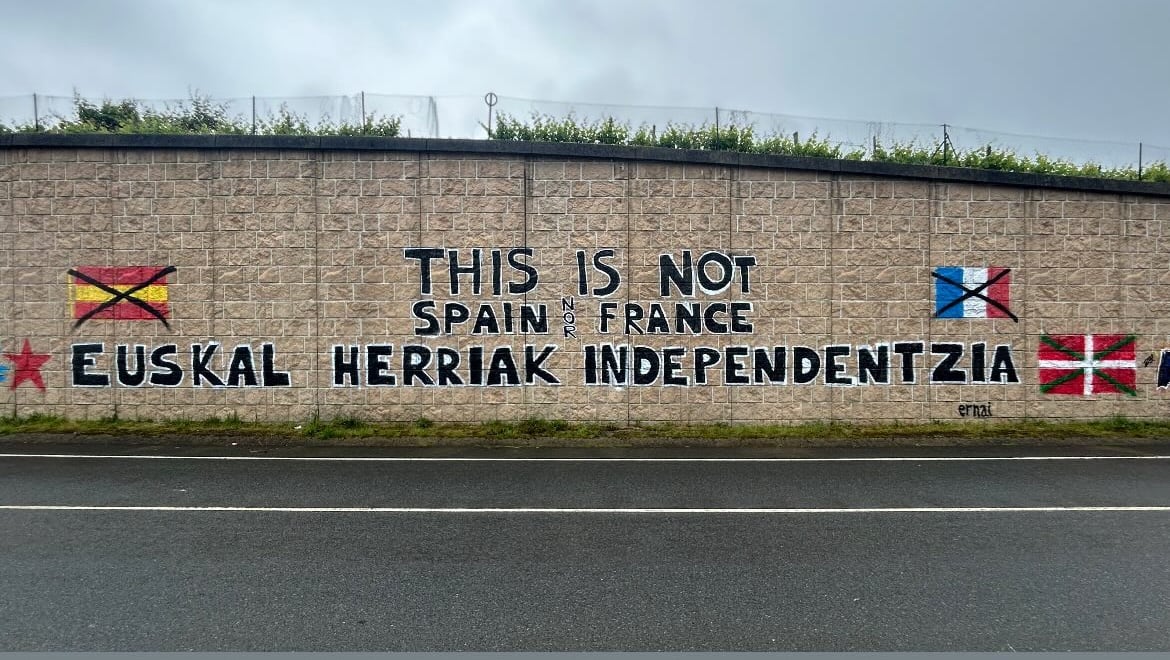 THIS IS NOT
SPAIN NOR FRANCE
EUSKAL HERRIAK INDEPENDENTZIA
ernai